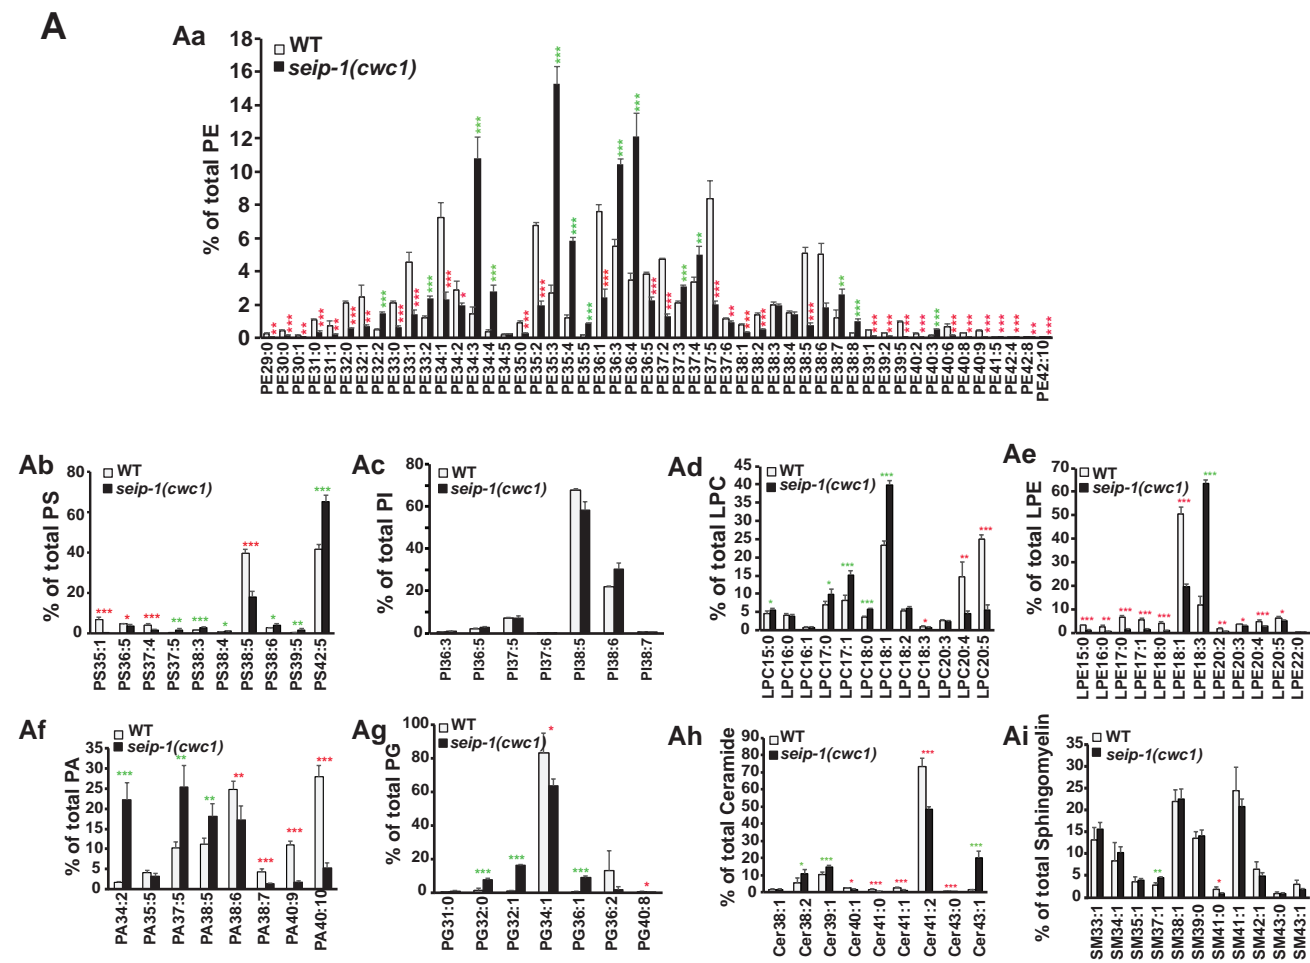 A
Aa
WT
seip-1(cwc1)
% of total PE
18
16
14
12
10
8
6
4
2
0
PE29:0
PE30:0
PE30:1
PE31:0
PE31:1
PE32:0
PE32:1
PE32:2
PE33:0
PE33:1
PE33:2
PE34:1
PE34:2
PE34:3
PE34:4
PE34:5
PE35:0
PE35:2
PE35:3
PE35:4
PE35:5
PE36:1
PE36:3
PE36:4
PE36:5
PE37:2
PE37:3
PE37:4
PE37:5
PE37:6
PE38:1
PE38:2
PE38:3
PE38:4
PE38:5
PE38:6
PE38:7
PE38:8
PE39:1
PE39:2
PE39:5
PE40:2
PE40:3
PE40:6
PE40:8
PE40:9
PE41:5
PE42:4
PE42:8
PE42:10
Ab
WT
seip-1(cwc1)
% of total PS
80
60
40
20
0
PS35:1
PS36:5
PS37:4
PS37:5
PS38:3
PS38:4
PS38:5
PS38:6
PS39:5
PS42:5
Ac
WT
seip-1(cwc1)
% of total PI
80
60
40
20
0
PI36:3
PI36:5
PI37:5
PI37:6
PI38:5
PI38:6
PI38:7
Ad
WT
seip-1(cwc1)
% of total LPC
45
40
35
30
25
20
15
10
5
0
LPC15:0
LPC16:0
LPC16:1
LPC17:0
LPC17:1
LPC18:0
LPC18:1
LPC18:2
LPC18:3
LPC20:3
LPC20:4
LPC20:5
Ae
WT
seip-1(cwc1)
% of total LPE
70
60
50
40
30
20
10
0
LPE15:0
LPE16:0
LPE17:0
LPE17:1
LPE18:0
LPE18:1
LPE18:3
LPE20:2
LPE20:3
LPE20:4
LPE20:5
LPE22:0
Af
WT
seip-1(cwc1)
% of total PA
35
30
25
20
15
10
5
0
PA34:2
PA35:5
PA37:5
PA38:5
PA38:6
PA38:7
PA40:9
PA40:10
Ag
WT
seip-1(cwc1)
% of total PG
100
80
60
40
20
0
PG31:0
PG32:0
PG32:1
PG34:1
PG36:1
PG36:2
PG40:8
Ah
WT
seip-1(cwc1)
% of total Ceramide
90
80
70
60
50
40
30
20
10
0
Cer38:1
Cer38:2
Cer39:1
Cer40:1
Cer41:0
Cer41:1
Cer41:2
Cer43:0
Cer43:1
Ai
WT
seip-1(cwc1)
% of total Sphingomyelin
35
30
25
20
15
10
5
0
SM33:1
SM34:1
SM35:1
SM37:1
SM38:1
SM39:0
SM41:0
SM41:1
SM42:1
SM43:0
SM43:1